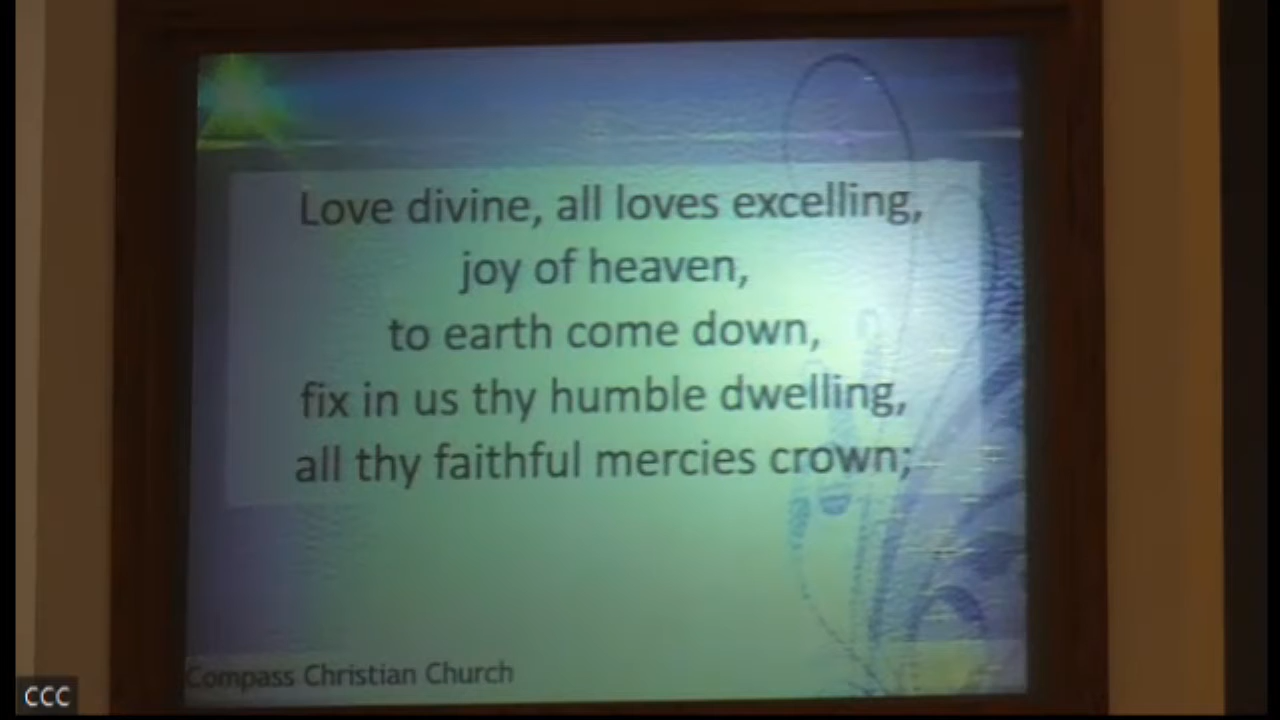 Love divine, all loves excelling,
joy of heaven,
to earth come down,
fix in us thy humble dwelling,
all thy faithful mercies crown;
Compass Christian Church
CCC